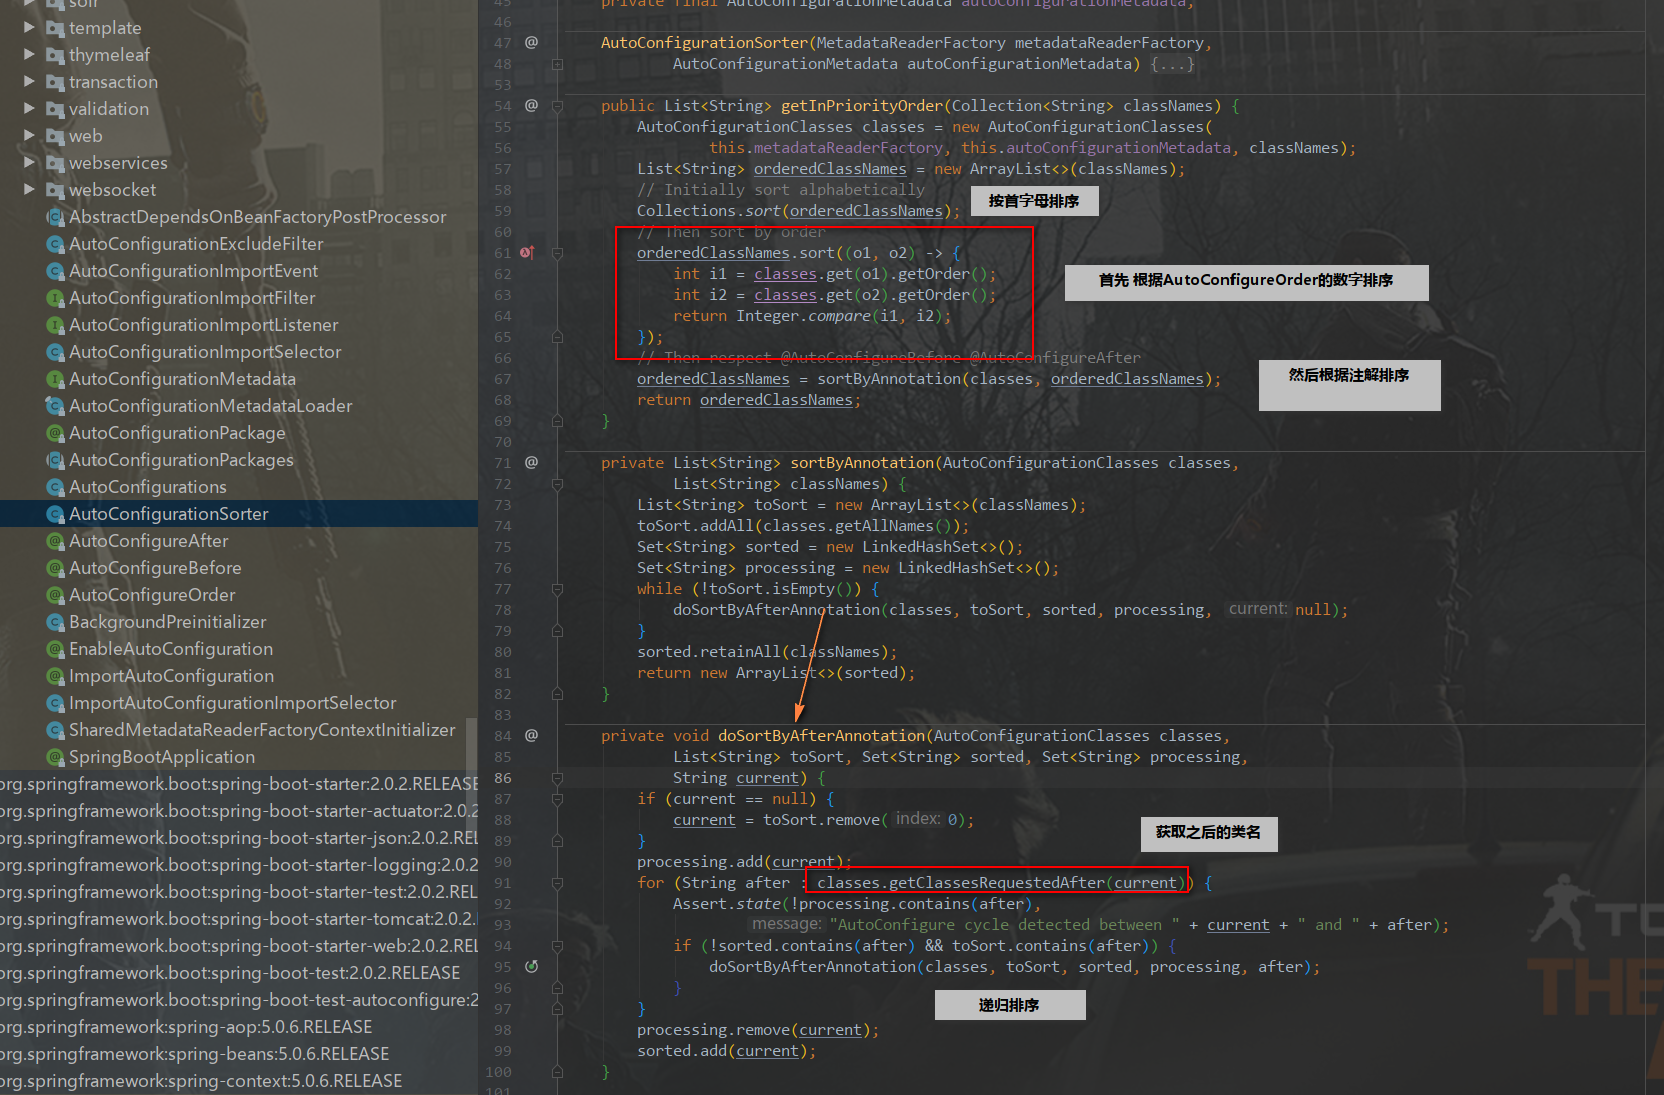 solr
template
thymeleaf
transaction
validation
web
webservices
websocket
AbstractDependsOnBeanFactoryPostProcessor
AutoConfigurationExcludeFilter
AutoConfigurationImportEvent
AutoConfigurationImportFilter
AutoConfigurationImportListener
AutoConfigurationImportSelector
AutoConfigurationMetadata
AutoConfigurationMetadataLoader
AutoConfigurationPackage
AutoConfigurationPackages
AutoConfigurations
AutoConfigurationSorter
AutoConfigureAfter
AutoConfigureBefore
AutoConfigureOrder
BackgroundPreinitializer
EnableAutoConfiguration
ImportAutoConfiguration
ImportAutoConfigurationImportSelector
SharedMetadataReaderFactoryContextInitializer
SpringBootApplication
org.springframework.boot:spring-boot-starter:2.0.2.RELEASE
org.springframework.boot:spring-boot-starter-actuator:2.0.2
org.springframework.boot:spring-boot-starter-json:2.0.2.REL
org.springframework.boot:spring-boot-starter-logging:2.0.2
org.springframework.boot:spring-boot-starter-test:2.0.2.REL
org.springframework.boot:spring-boot-starter-tomcat:2.0.2.
org.springframework.boot:spring-boot-starter-web:2.0.2.REL
org.springframework.boot:spring-boot-test:2.0.2.RELEASE
org.springframework.boot:spring-boot-test-autoconfigure:2
org.springframework:spring-aop:5.0.6.RELEASE
org.springframework:spring-beans:5.0.6.RELEASE
org.springframework:spring-context:5.0.6.RELEASE
45 private final AutoConfigurationMetadata autoConfigurationMetadata;
46
47 @ AutoConfigurationSorter(MetadataReaderFactory metadataReaderFactory,
48 AutoConfigurationMetadata autoConfigurationMetadata) {...}
53
54 @ public List<String> getInPriorityOrder(Collection<String> classNames) {
55 AutoConfigurationClasses classes = new AutoConfigurationClasses(
56 this.metadataReaderFactory, this.autoConfigurationMetadata, classNames);
57 List<String> orderedClassNames = new ArrayList<>(classNames);
58 // Initially sort alphabetically
59 Collections.sort(orderedClassNames); 按首字母排序
60 // Then sort by order
61 orderedClassNames.sort((o1, o2) -> {
62 int i1 = classes.get(o1).getOrder(); 首先 根据AutoConfigureOrder的数字排序
63 int i2 = classes.get(o2).getOrder();
64 return Integer.compare(i1, i2);
65 });
66 // Then respect @AutoConfigureBefore @AutoConfigureAfter
67 orderedClassNames = sortByAnnotation(classes, orderedClassNames); 然后根据注解排序
68 return orderedClassNames;
69 }
70
71 @ private List<String> sortByAnnotation(AutoConfigurationClasses classes,
72 List<String> classNames) {
73 List<String> toSort = new ArrayList<>(classNames);
74 toSort.addAll(classes.getAllNames());
75 Set<String> sorted = new LinkedHashSet<>();
76 Set<String> processing = new LinkedHashSet<>();
77 while (!toSort.isEmpty()) {
78 doSortByAfterAnnotation(classes, toSort, sorted, processing, current: null);
79 }
80 sorted.retainAll(classNames);
81 return new ArrayList<>(sorted);
82 }
83
84 @ private void doSortByAfterAnnotation(AutoConfigurationClasses classes,
85 List<String> toSort, Set<String> sorted, Set<String> processing,
86 String current) {
87 if (current == null) {
88 current = toSort.remove( index: 0);
89 } 获取之后的类名
90 processing.add(current);
91 for (String after : classes.getClassesRequestedAfter(current)) {
92 Assert.state(!processing.contains(after),
93 message: "AutoConfigure cycle detected between " + current + " and " + after);
94 if (!sorted.contains(after) && toSort.contains(after)) {
95 doSortByAfterAnnotation(classes, toSort, sorted, processing, after);
96 }
97 } 递归排序
98 processing.remove(current);
99 sorted.add(current);
100 }
101
TO
THE